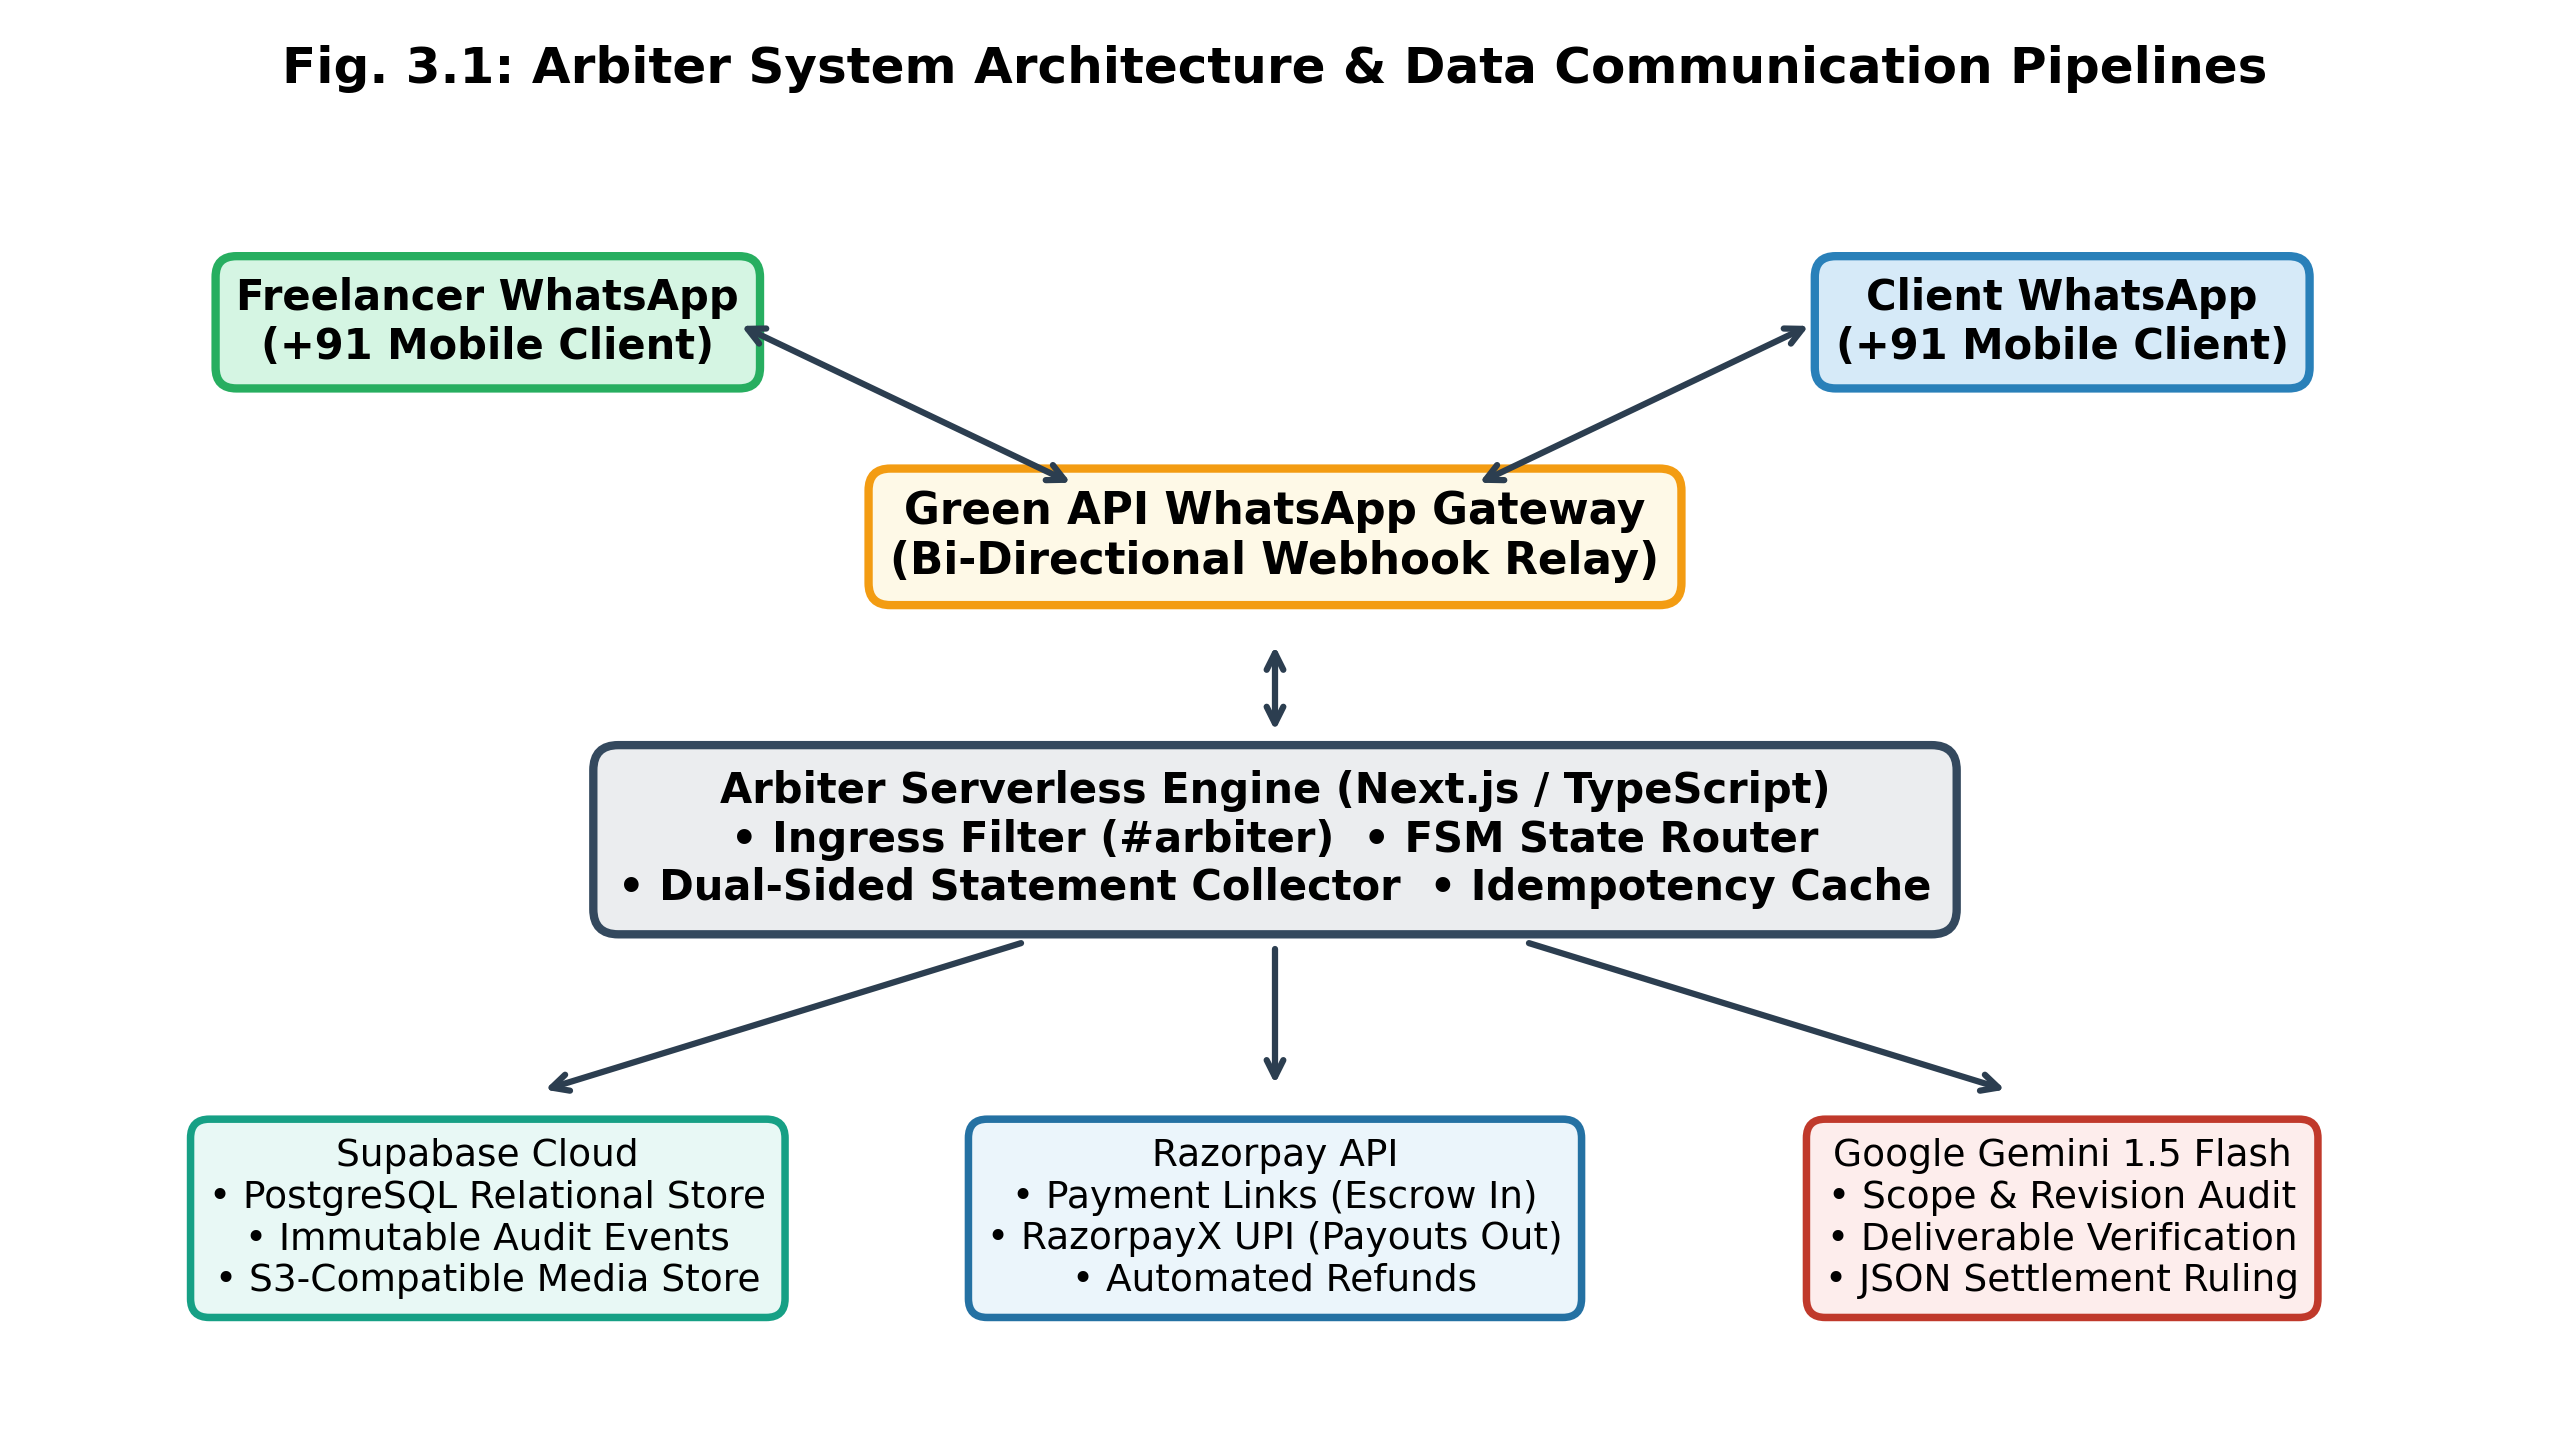 Fig. 3.1: Arbiter System Architecture & Data Communication Pipelines
Freelancer WhatsApp
(+91 Mobile Client)
Client WhatsApp
(+91 Mobile Client)
Green API WhatsApp Gateway
(Bi-Directional Webhook Relay)
Arbiter Serverless Engine (Next.js / TypeScript)
• Ingress Filter (#arbiter)  • FSM State Router
• Dual-Sided Statement Collector  • Idempotency Cache
Supabase Cloud
• PostgreSQL Relational Store
• Immutable Audit Events
• S3-Compatible Media Store
Razorpay API
• Payment Links (Escrow In)
• RazorpayX UPI (Payouts Out)
• Automated Refunds
Google Gemini 1.5 Flash
• Scope & Revision Audit
• Deliverable Verification
• JSON Settlement Ruling